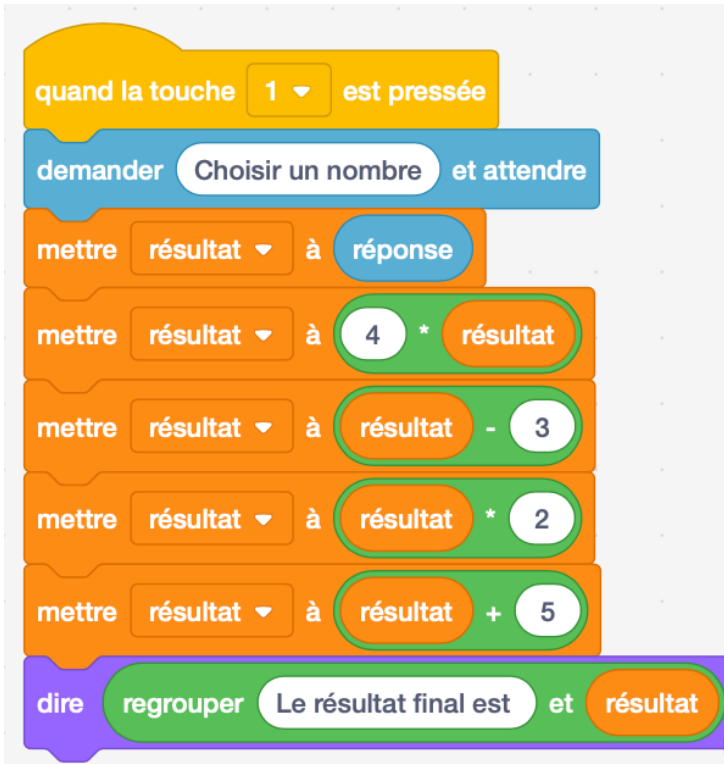 quand la touche 1 est pressée
demander Choisir un nombre et attendre
mettre résultat à réponse
mettre résultat à 4 * résultat
mettre résultat à résultat - 3
mettre résultat à résultat * 2
mettre résultat à résultat + 5
dire regrouper Le résultat final est et résultat